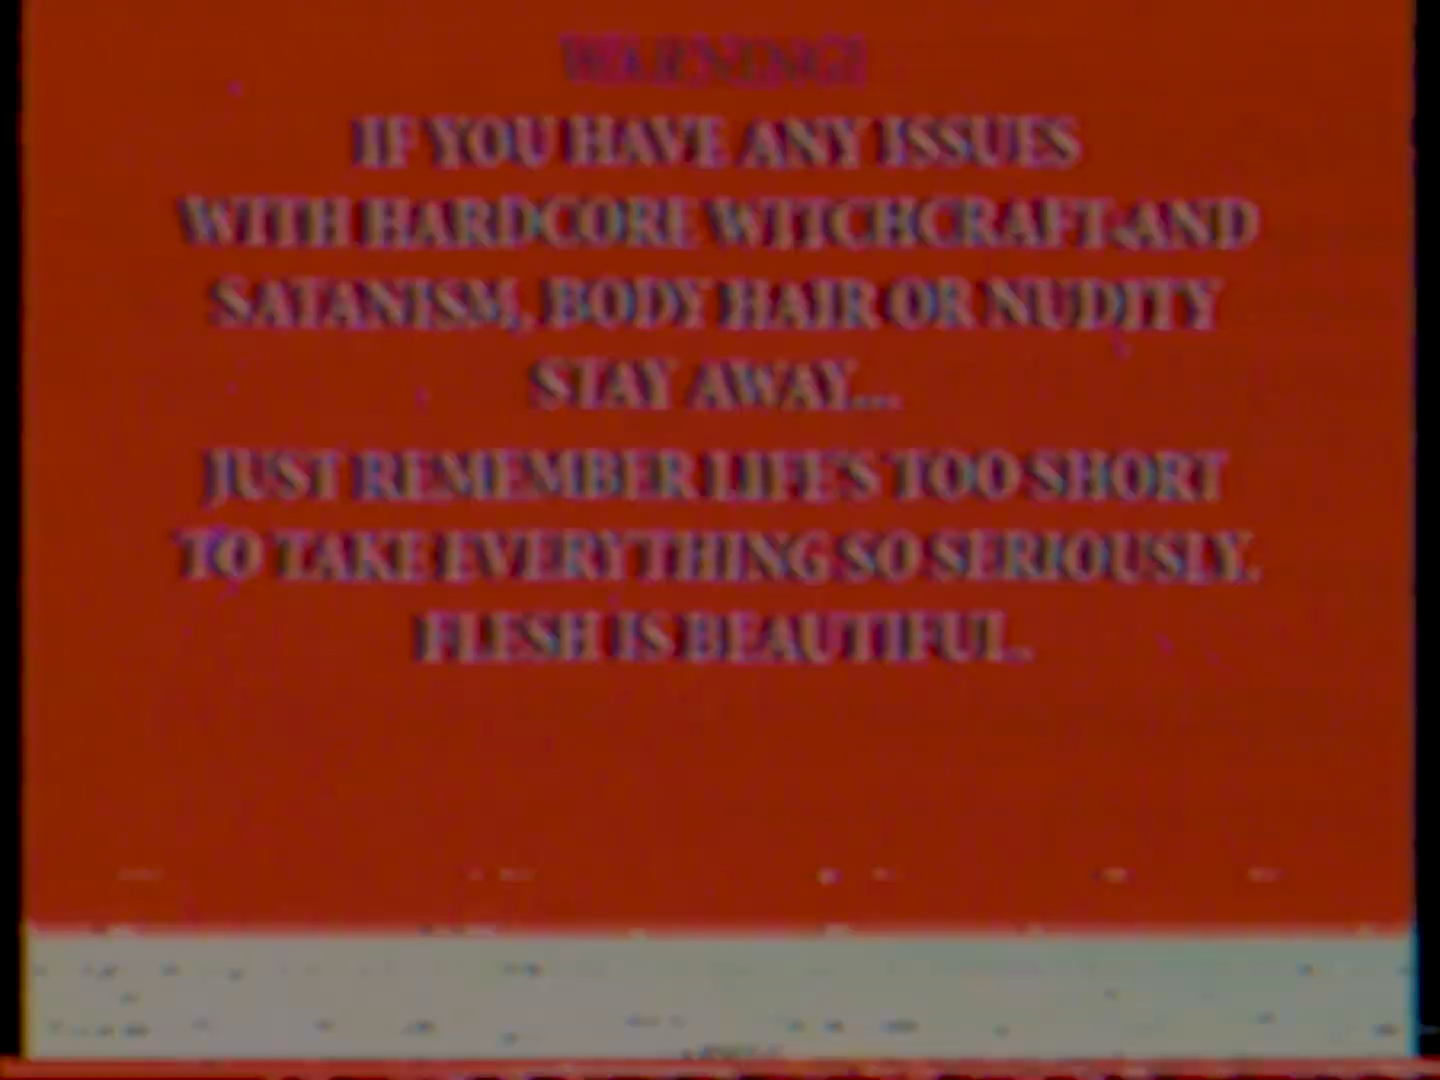 WARNING!
IF YOU HAVE ANY ISSUES
WITH HARDCORE WITCHCRAFT AND
SATANISM, BODY HAIR OR NUDITY
STAY AWAY...
JUST REMEMBER LIFE'S TOO SHORT
TO TAKE EVERYTHING SO SERIOUSLY.
FLESH IS BEAUTIFUL.